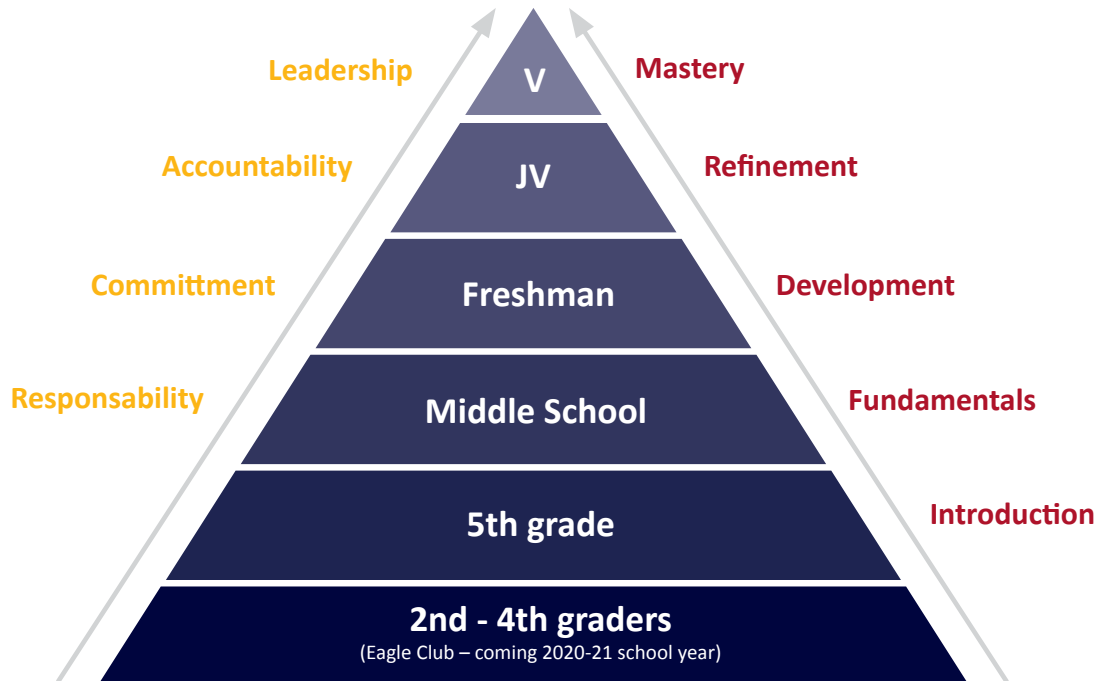 Leadership
V
Mastery
Accountability
JV
Refinement
Committment
Freshman
Development
Responsability
Middle School
Fundamentals
5th grade
Introduction
2nd - 4th graders
(Eagle Club – coming 2020-21 school year)